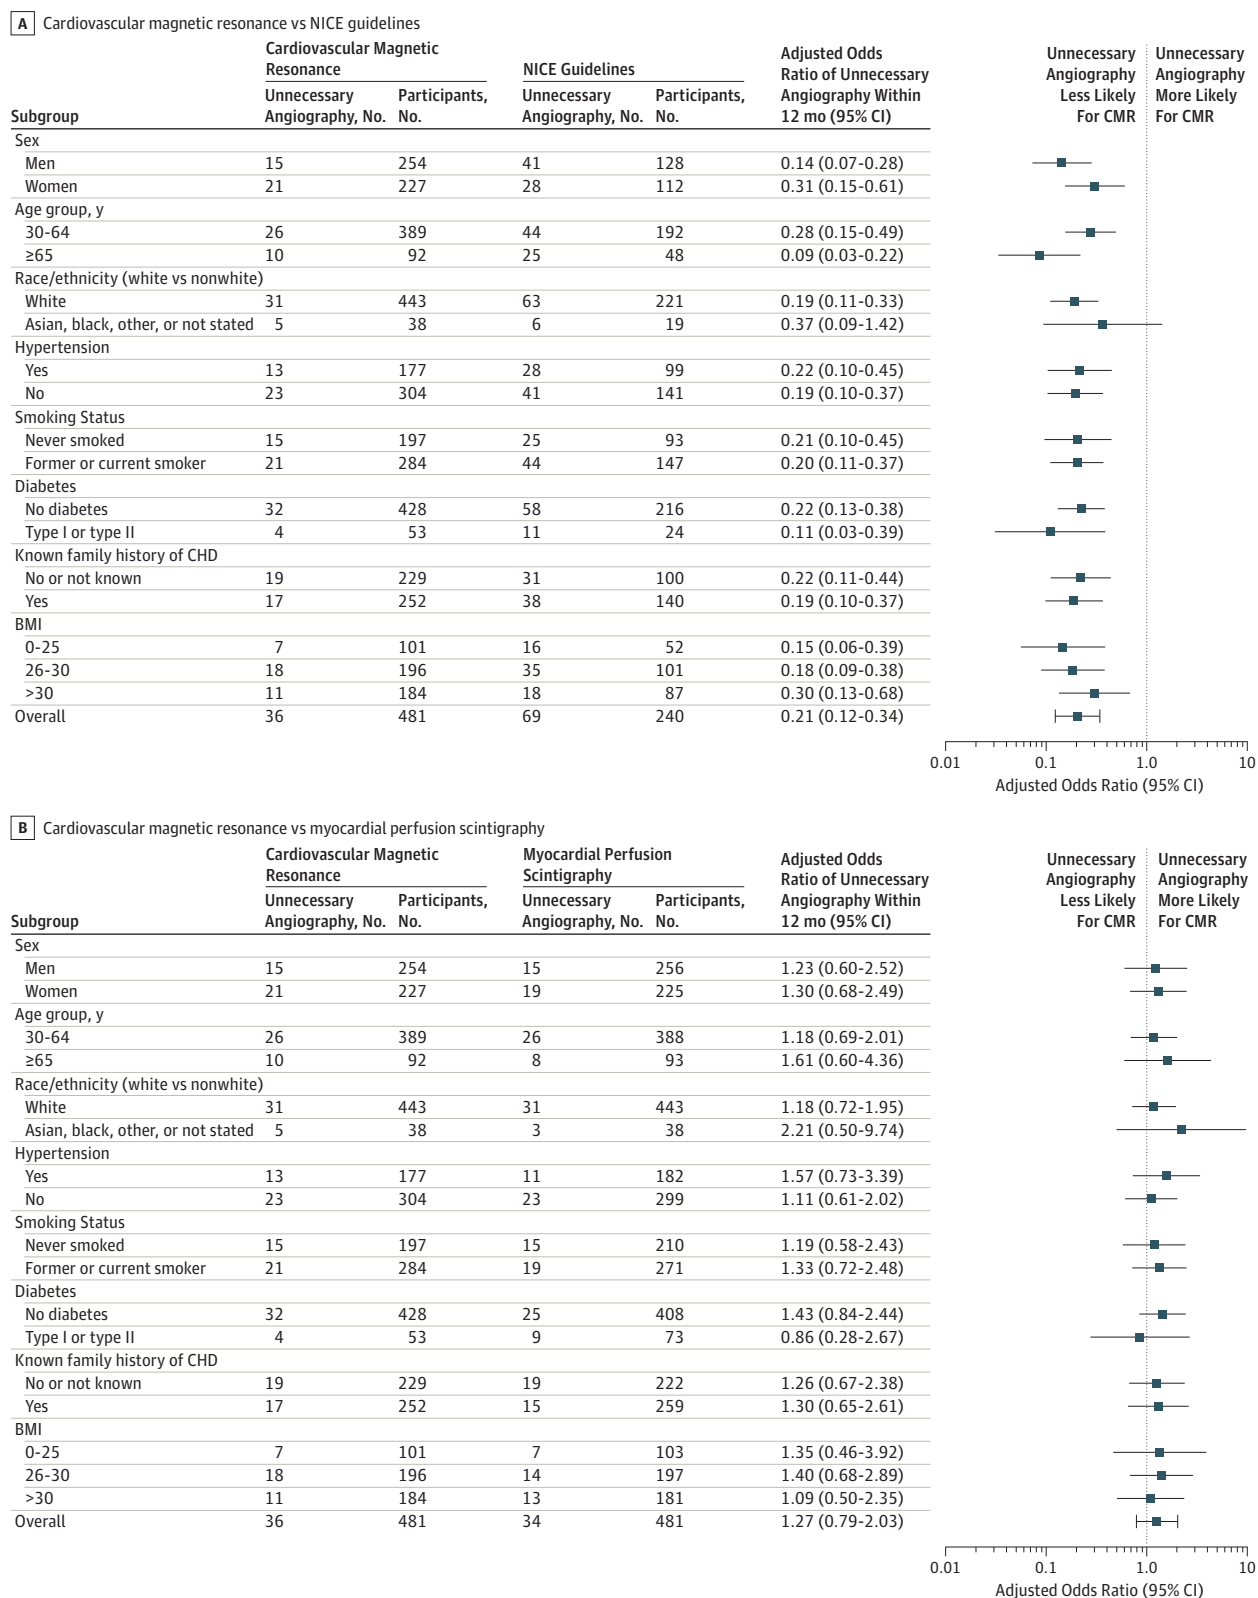 A Cardiovascular magnetic resonance vs NICE guidelines
Cardiovascular Magnetic Resonance NICE Guidelines Adjusted Odds Ratio of Unnecessary Angiography Within 12 mo (95% CI) Unnecessary Angiography Less Likely For CMR Unnecessary Angiography More Likely For CMR
Subgroup Unnecessary Angiography, No. Participants, No. Unnecessary Angiography, No. Participants, No.
Sex
Men 15 254 41 128 0.14 (0.07-0.28)
Women 21 227 28 112 0.31 (0.15-0.61)
Age group, y
30-64 26 389 44 192 0.28 (0.15-0.49)
≥65 10 92 25 48 0.09 (0.03-0.22)
Race/ethnicity (white vs nonwhite)
White 31 443 63 221 0.19 (0.11-0.33)
Asian, black, other, or not stated 5 38 6 19 0.37 (0.09-1.42)
Hypertension
Yes 13 177 28 99 0.22 (0.10-0.45)
No 23 304 41 141 0.19 (0.10-0.37)
Smoking Status
Never smoked 15 197 25 93 0.21 (0.10-0.45)
Former or current smoker 21 284 44 147 0.20 (0.11-0.37)
Diabetes
No diabetes 32 428 58 216 0.22 (0.13-0.38)
Type I or type II 4 53 11 24 0.11 (0.03-0.39)
Known family history of CHD
No or not known 19 229 31 100 0.22 (0.11-0.44)
Yes 17 252 38 140 0.19 (0.10-0.37)
BMI
0-25 7 101 16 52 0.15 (0.06-0.39)
26-30 18 196 35 101 0.18 (0.09-0.38)
>30 11 184 18 87 0.30 (0.13-0.68)
Overall 36 481 69 240 0.21 (0.12-0.34)
0.01 0.1 1.0 10
Adjusted Odds Ratio (95% CI)
B Cardiovascular magnetic resonance vs myocardial perfusion scintigraphy
Cardiovascular Magnetic Resonance Myocardial Perfusion Scintigraphy Adjusted Odds Ratio of Unnecessary Angiography Within 12 mo (95% CI) Unnecessary Angiography Less Likely For CMR Unnecessary Angiography More Likely For CMR
Subgroup Unnecessary Angiography, No. Participants, No. Unnecessary Angiography, No. Participants, No.
Sex
Men 15 254 15 256 1.23 (0.60-2.52)
Women 21 227 19 225 1.30 (0.68-2.49)
Age group, y
30-64 26 389 26 388 1.18 (0.69-2.01)
≥65 10 92 8 93 1.61 (0.60-4.36)
Race/ethnicity (white vs nonwhite)
White 31 443 31 443 1.18 (0.72-1.95)
Asian, black, other, or not stated 5 38 3 38 2.21 (0.50-9.74)
Hypertension
Yes 13 177 11 182 1.57 (0.73-3.39)
No 23 304 23 299 1.11 (0.61-2.02)
Smoking Status
Never smoked 15 197 15 210 1.19 (0.58-2.43)
Former or current smoker 21 284 19 271 1.33 (0.72-2.48)
Diabetes
No diabetes 32 428 25 408 1.43 (0.84-2.44)
Type I or type II 4 53 9 73 0.86 (0.28-2.67)
Known family history of CHD
No or not known 19 229 19 222 1.26 (0.67-2.38)
Yes 17 252 15 259 1.30 (0.65-2.61)
BMI
0-25 7 101 7 103 1.35 (0.46-3.92)
26-30 18 196 14 197 1.40 (0.68-2.89)
>30 11 184 13 181 1.09 (0.50-2.35)
Overall 36 481 34 481 1.27 (0.79-2.03)
0.01 0.1 1.0 10
Adjusted Odds Ratio (95% CI)